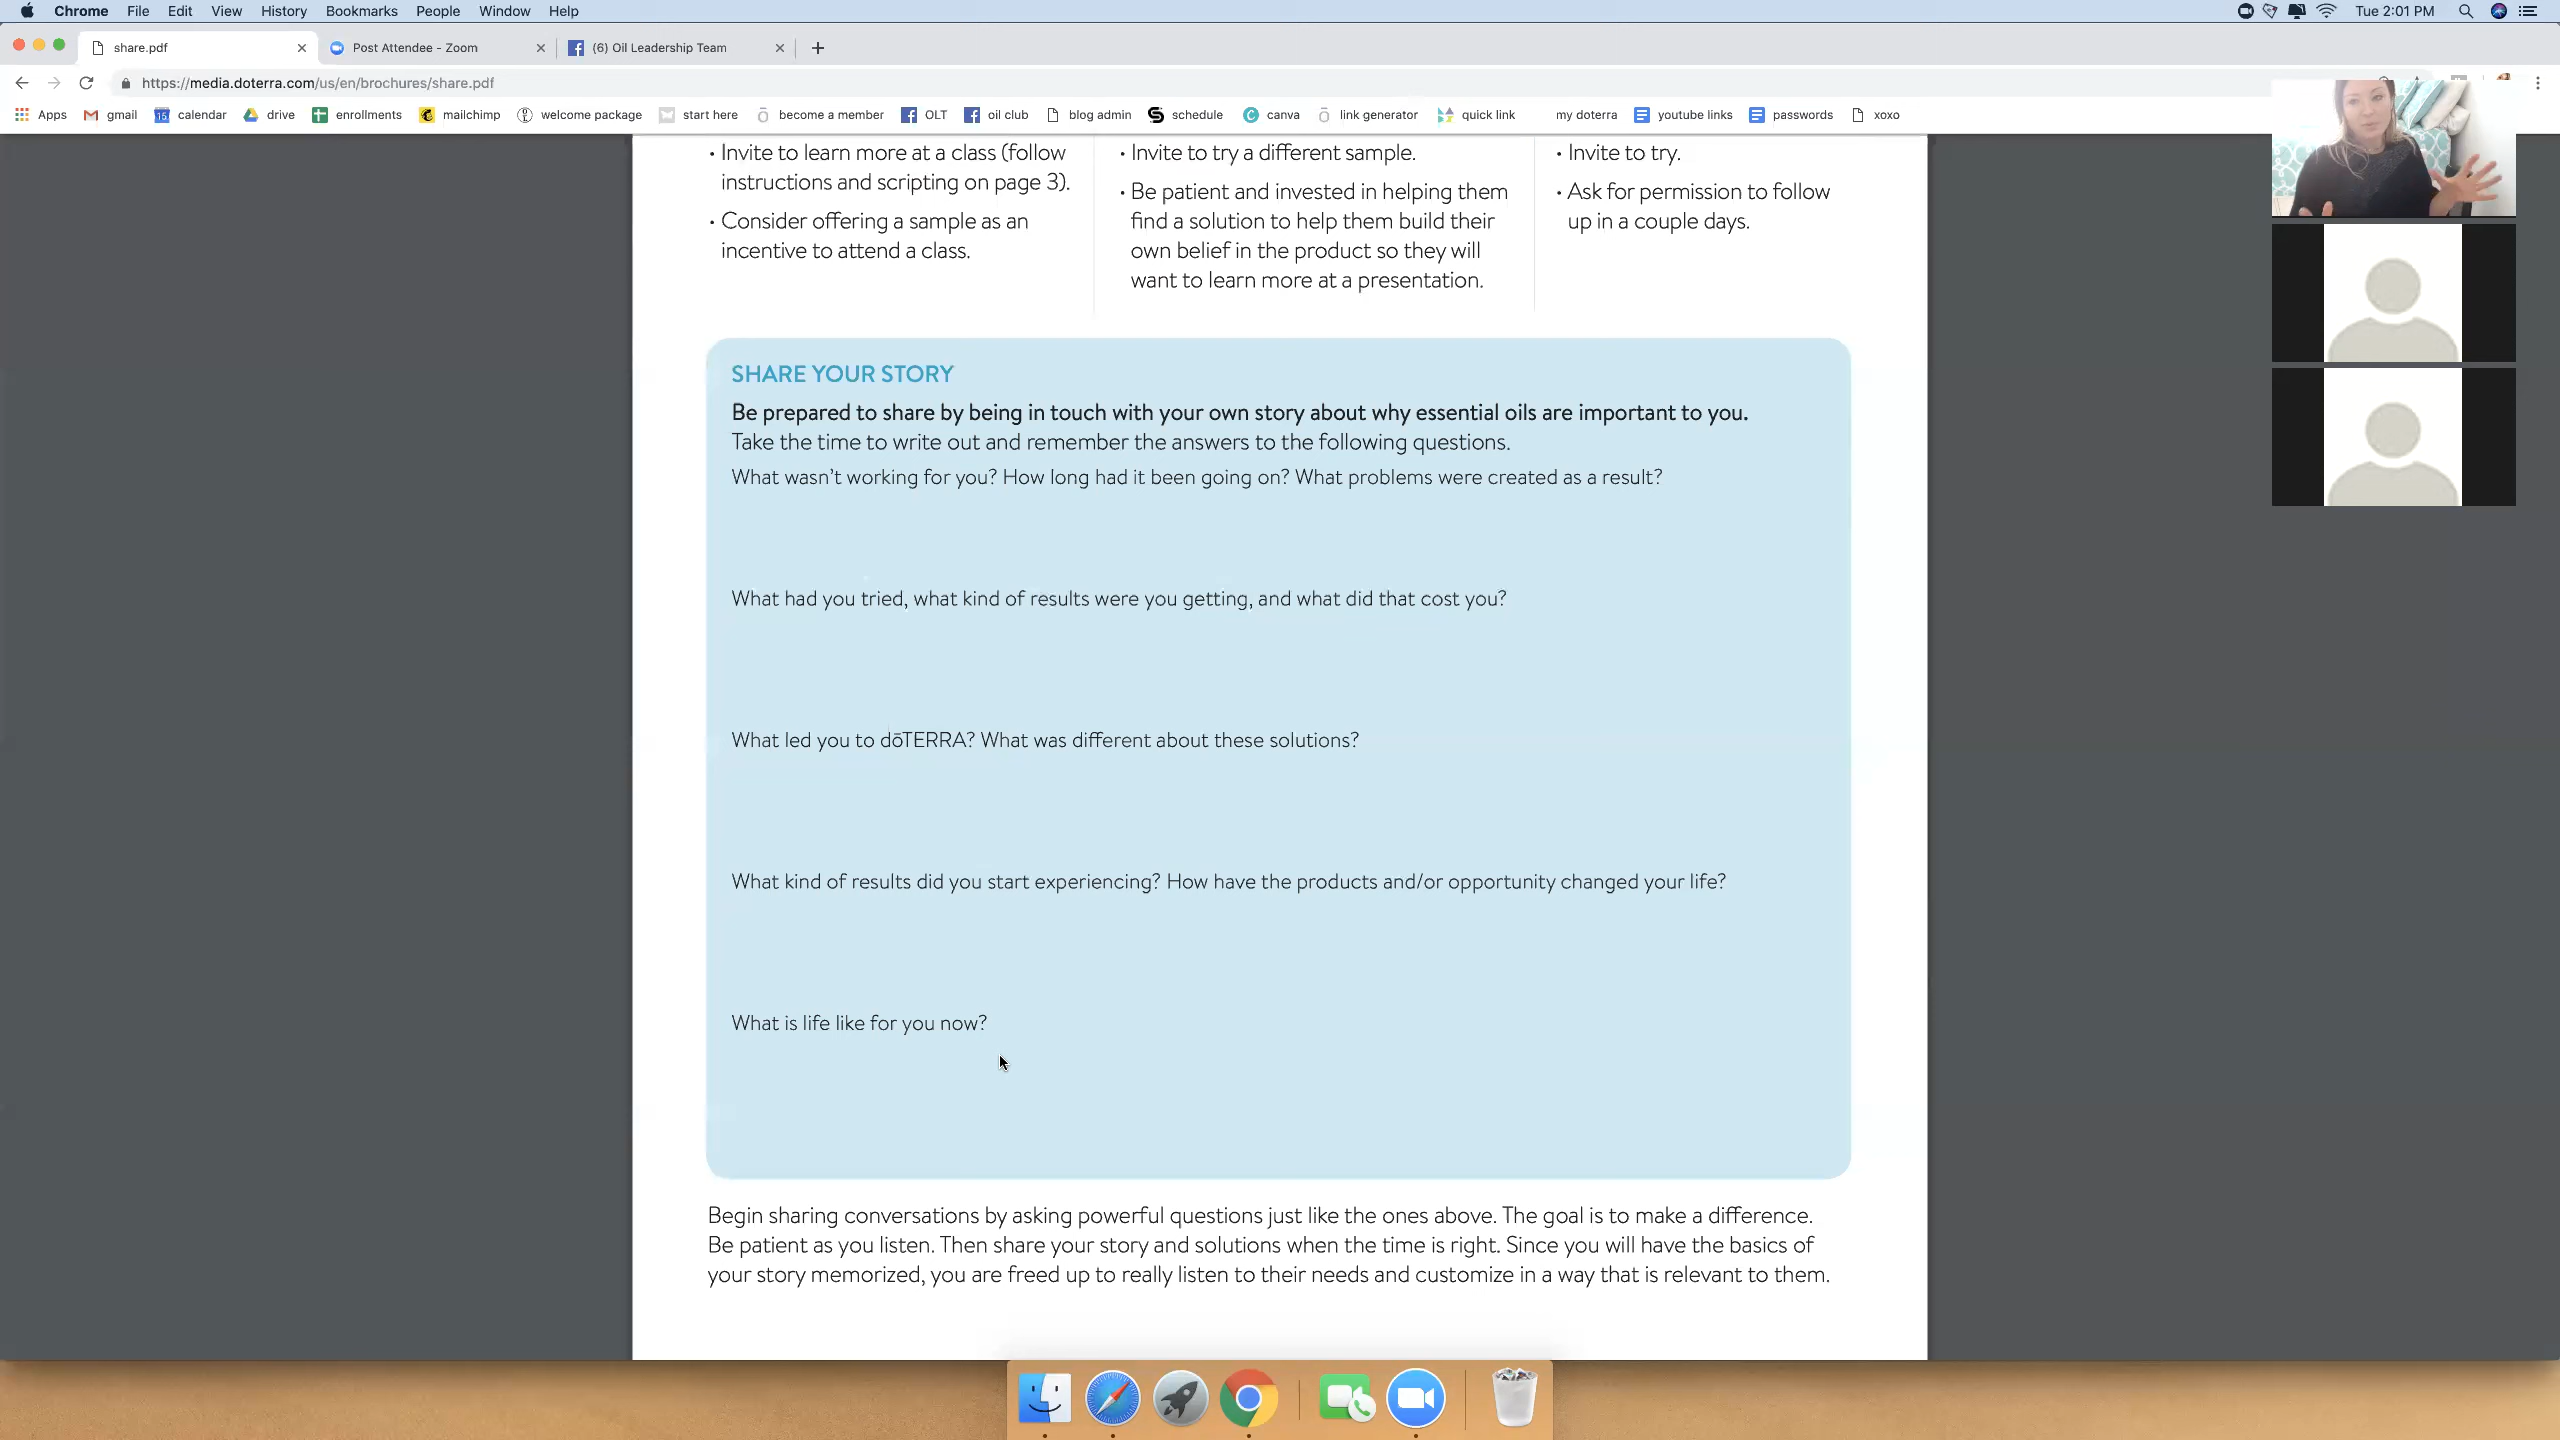 Chrome File Edit View History Bookmarks People Window Help
Tue 2:01 PM
share.pdf
Post Attendee - Zoom
(6) Oil Leadership Team
https://media.doterra.com/us/en/brochures/share.pdf
Apps gmail calendar drive enrollments mailchimp welcome package start here become a member OLT oil club blog admin schedule canva link generator quick link my doterra youtube links passwords xoxo
• Invite to learn more at a class (follow
instructions and scripting on page 3).
• Consider offering a sample as an
incentive to attend a class.
• Invite to try a different sample.
• Be patient and invested in helping them
find a solution to help them build their
own belief in the product so they will
want to learn more at a presentation.
• Invite to try.
• Ask for permission to follow
up in a couple days.
SHARE YOUR STORY
Be prepared to share by being in touch with your own story about why essential oils are important to you.
Take the time to write out and remember the answers to the following questions.
What wasn’t working for you? How long had it been going on? What problems were created as a result?
What had you tried, what kind of results were you getting, and what did that cost you?
What led you to dōTERRA? What was different about these solutions?
What kind of results did you start experiencing? How have the products and/or opportunity changed your life?
What is life like for you now?
Begin sharing conversations by asking powerful questions just like the ones above. The goal is to make a difference.
Be patient as you listen. Then share your story and solutions when the time is right. Since you will have the basics of
your story memorized, you are freed up to really listen to their needs and customize in a way that is relevant to them.